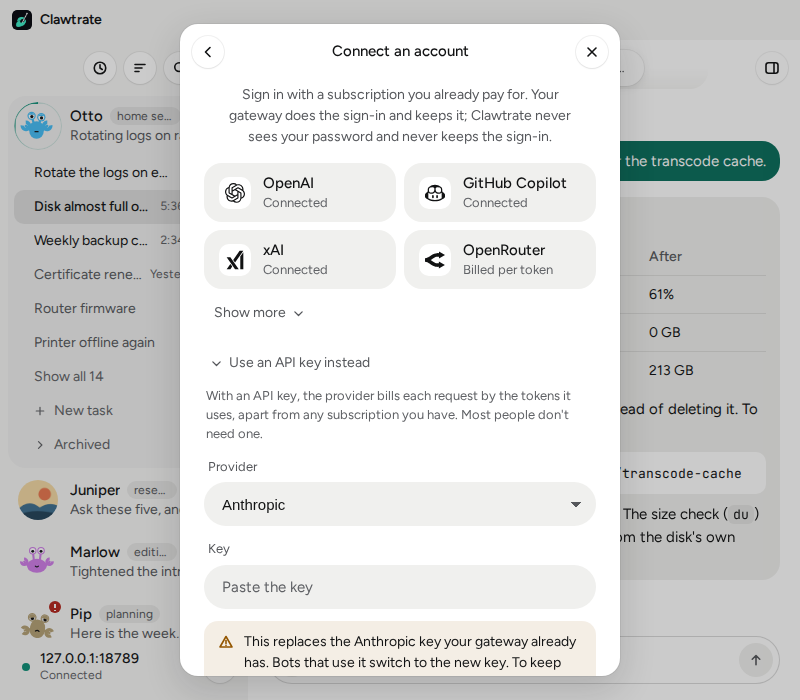 Clawtrate
Connect an account
Sign in with a subscription you already pay for. Your
gateway does the sign-in and keeps it; Clawtrate never
sees your password and never keeps the sign-in.
OpenAI
Connected
GitHub Copilot
Connected
xAI
Connected
OpenRouter
Billed per token
Show more
Use an API key instead
With an API key, the provider bills each request by the tokens it
uses, apart from any subscription you have. Most people don't
need one.
Provider
Anthropic
Key
Paste the key
This replaces the Anthropic key your gateway already
has. Bots that use it switch to the new key. To keep
Otto home se...
Rotating logs on
Rotate the logs on e...
Disk almost full o... 5:36
Weekly backup c... 2:34
Certificate rene... Yeste
Router firmware
Printer offline again
Show all 14
New task
Archived
Juniper rese...
Ask these five, an
Marlow editi...
Tightened the intr
Pip planning
Here is the week.
127.0.0.1:18789
Connected
the transcode cache.
After
61%
0 GB
213 GB
ead of deleting it. To
/transcode-cache
The size check (du)
om the disk's own